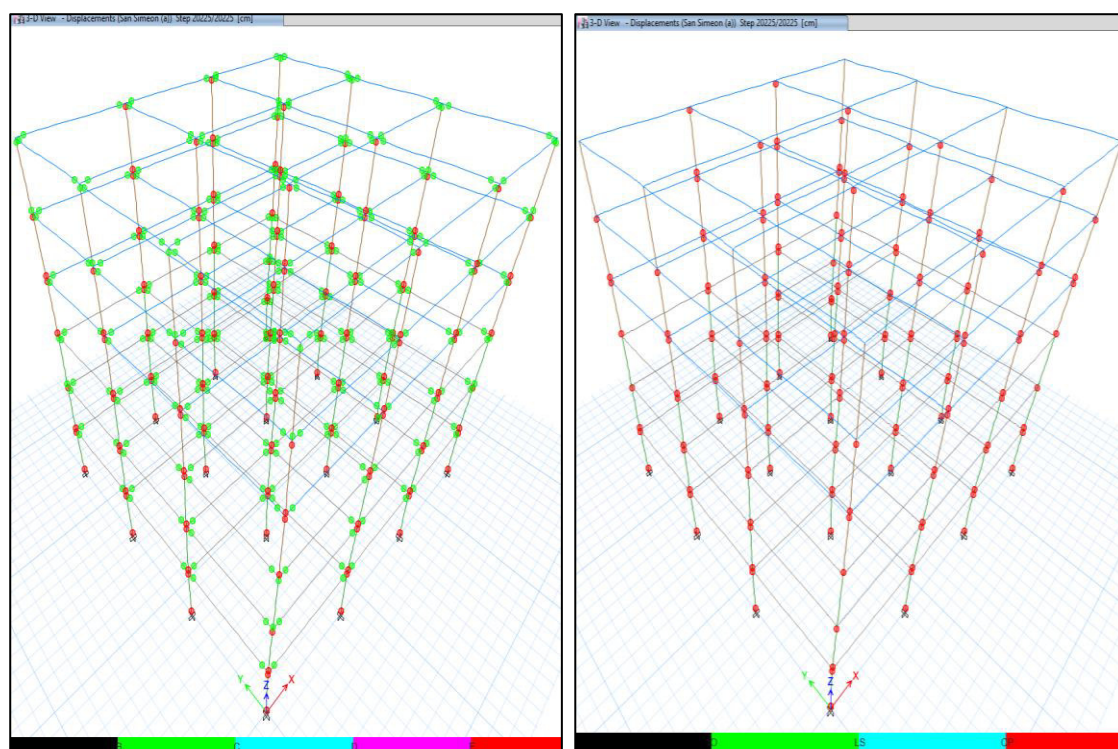 3-D View - Displacements (San Simeon (a)) Step 20225/20225 [cm]
3-D View - Displacements (San Simeon (a)) Step 20225/20225 [cm]
Y
Z
X
Y
Z
X
B C D E
IO LS CP